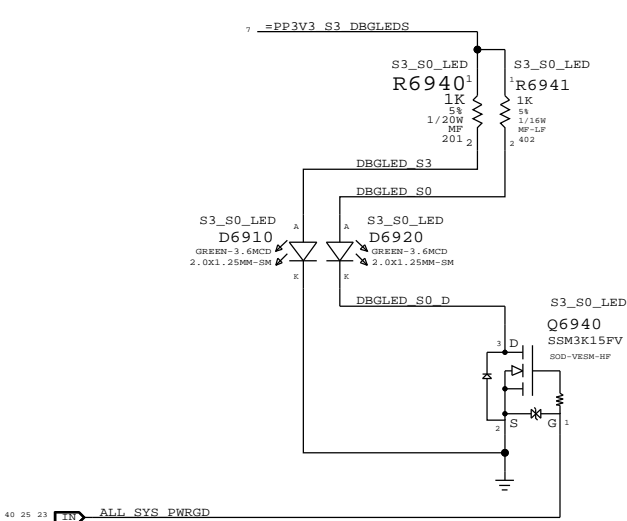 7 =PP3V3_S3_DBGLEDS
S3_S0_LED
R6940
1
1K
5%
1/20W
MF
201
2
S3_S0_LED
1
R6941
1K
5%
1/16W
MF-LF
402
2
DBGLED_S3
DBGLED_S0
S3_S0_LED
D6910
GREEN-3.6MCD
2.0X1.25MM-SM
A
K
A
K
S3_S0_LED
D6920
GREEN-3.6MCD
2.0X1.25MM-SM
DBGLED_S0_D
S3_S0_LED
Q6940
SSM3K15FV
SOD-VESM-HF
3 D
2 S
G 1
40 25 23 IN ALL_SYS_PWRGD